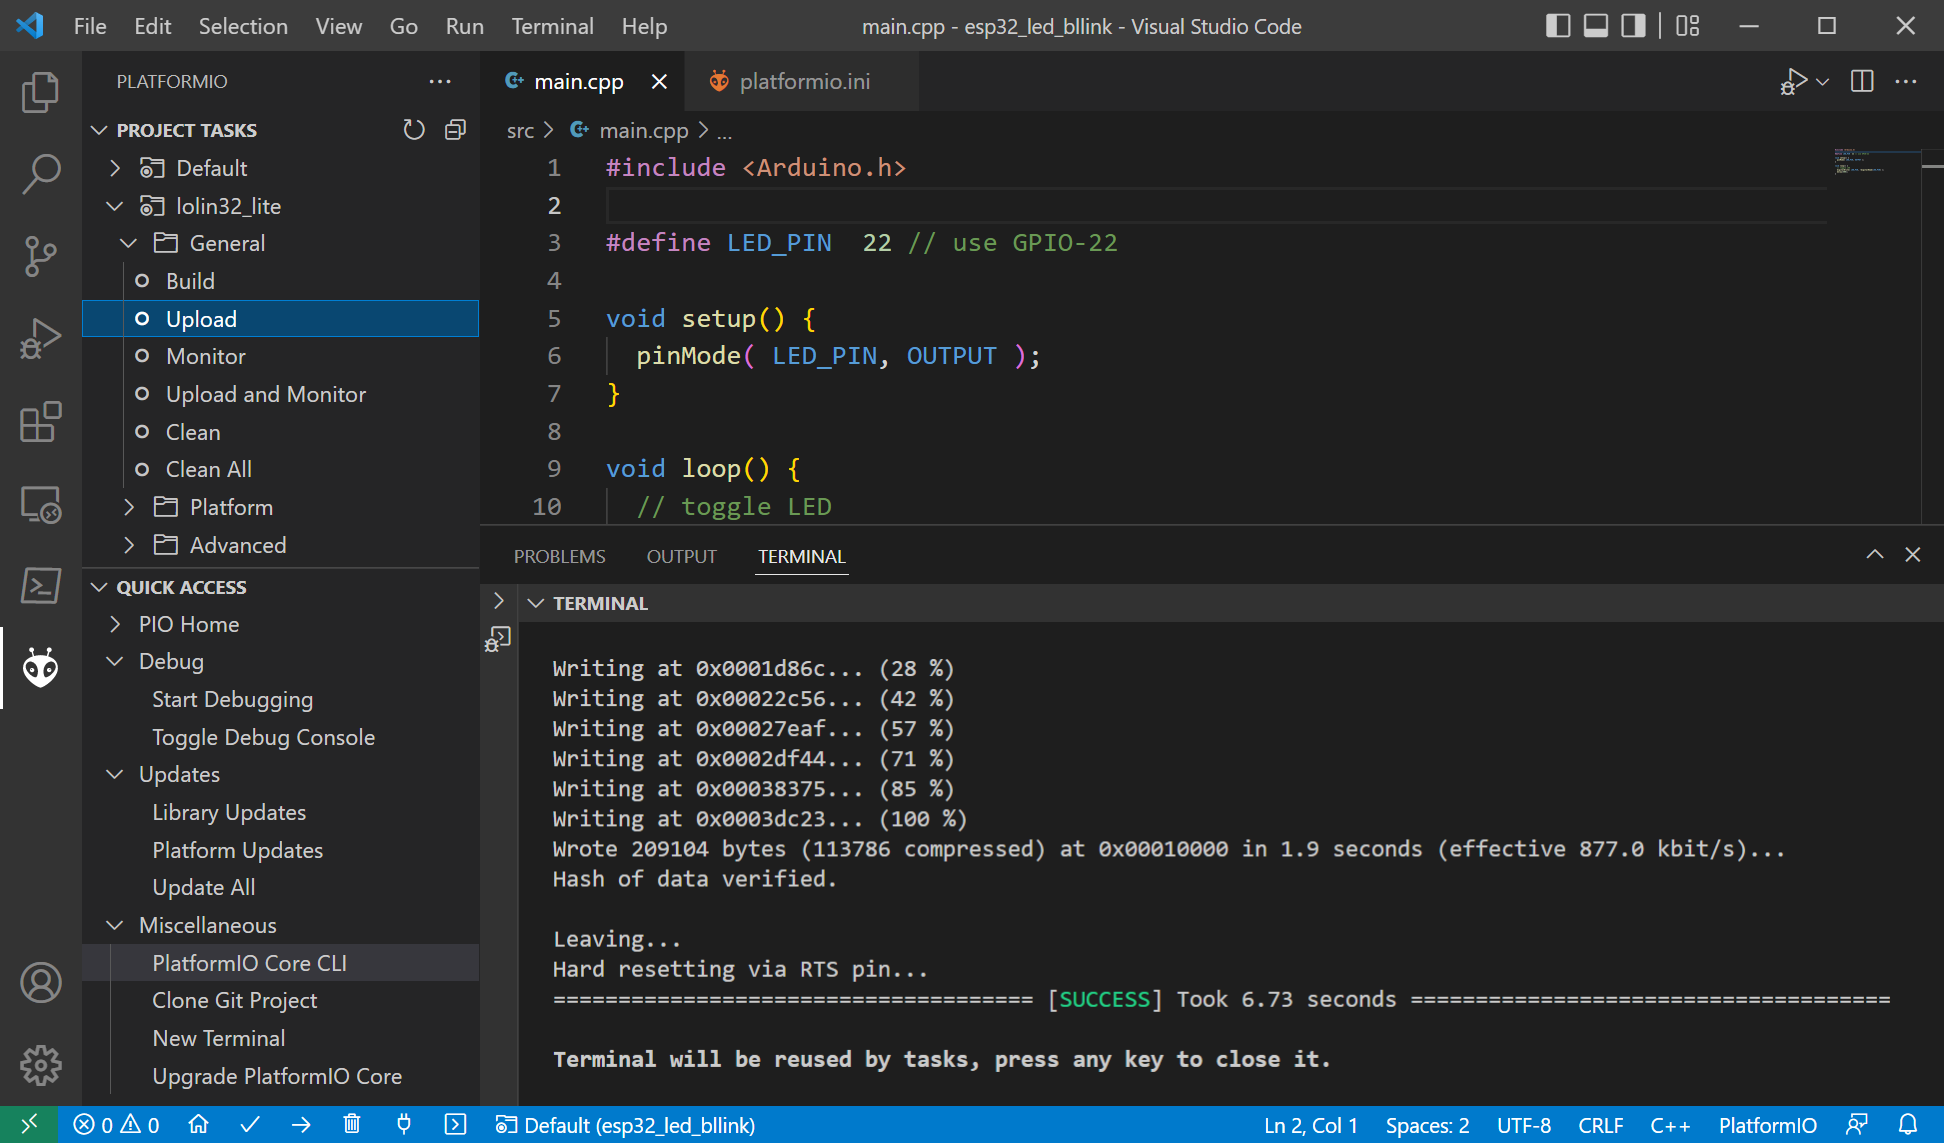 File Edit Selection View Go Run Terminal Help main.cpp - esp32_led_bllink - Visual Studio Code
PLATFORMIO
PROJECT TASKS
Default
lolin32_lite
General
Build
Upload
Monitor
Upload and Monitor
Clean
Clean All
Platform
Advanced
QUICK ACCESS
PIO Home
Debug
Start Debugging
Toggle Debug Console
Updates
Library Updates
Platform Updates
Update All
Miscellaneous
PlatformIO Core CLI
Clone Git Project
New Terminal
Upgrade PlatformIO Core
main.cpp platformio.ini
src > main.cpp > ...
1 #include <Arduino.h>
2
3 #define LED_PIN  22 // use GPIO-22
4
5 void setup() {
6   pinMode( LED_PIN, OUTPUT );
7 }
8
9 void loop() {
10   // toggle LED
PROBLEMS OUTPUT TERMINAL
TERMINAL
Writing at 0x0001d86c... (28 %)
Writing at 0x00022c56... (42 %)
Writing at 0x00027eaf... (57 %)
Writing at 0x0002df44... (71 %)
Writing at 0x00038375... (85 %)
Writing at 0x0003dc23... (100 %)
Wrote 209104 bytes (113786 compressed) at 0x00010000 in 1.9 seconds (effective 877.0 kbit/s)...
Hash of data verified.
Leaving...
Hard resetting via RTS pin...
===================================== [SUCCESS] Took 6.73 seconds =====================================
Terminal will be reused by tasks, press any key to close it.
0 0 Default (esp32_led_bllink) Ln 2, Col 1 Spaces: 2 UTF-8 CRLF C++ PlatformIO